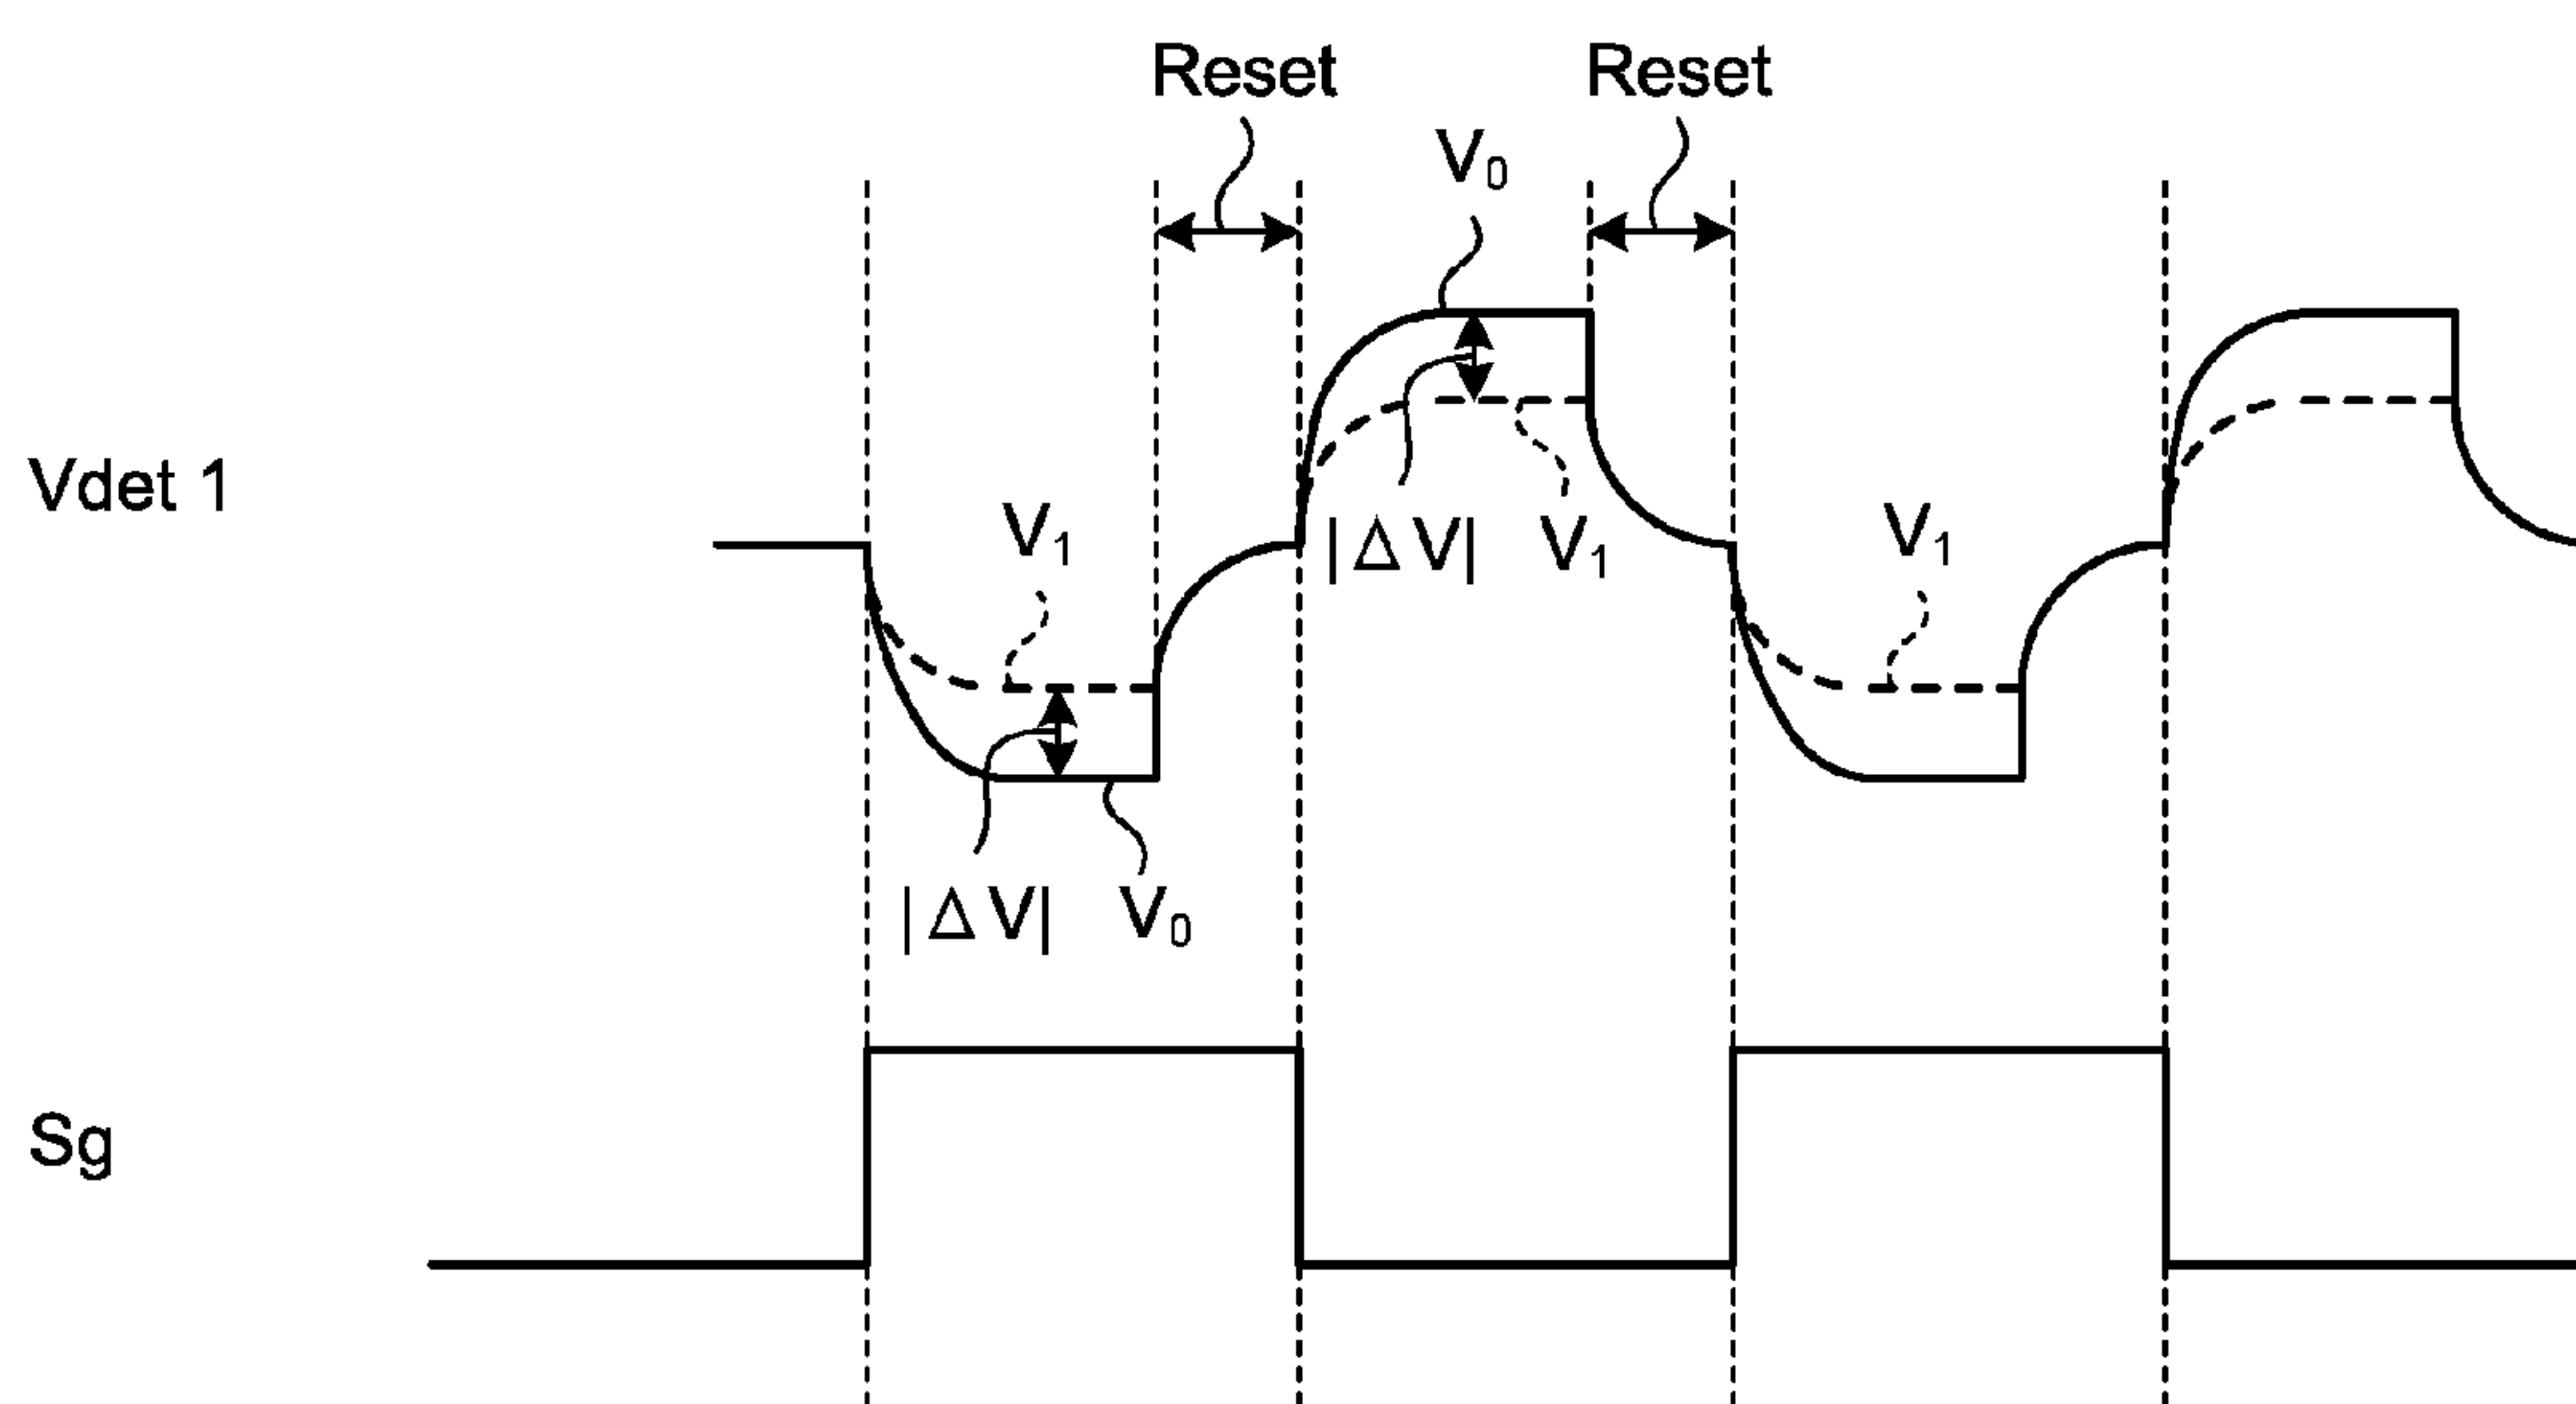 Reset
Reset
V₀
Vdet 1
V₁
|ΔV|
V₁
V₁
|ΔV|
V₀
Sg